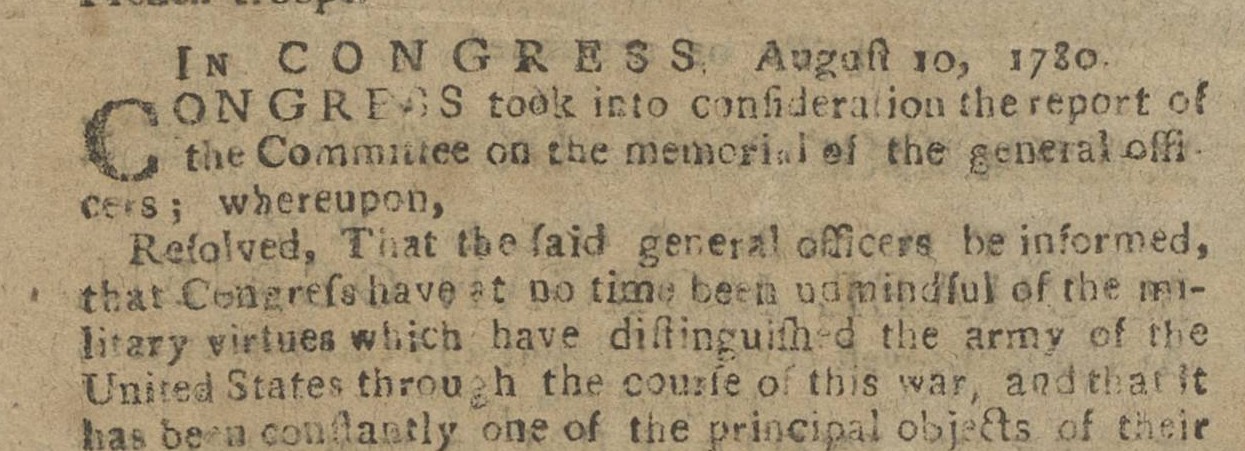 French troops.
In CONGRESS, Auguſt 10, 1780.
CONGRESS took into conſideration the report of
the Committee on the memorial of the general offi-
cers; whereupon,
Reſolved, That the ſaid general officers be informed,
that Congreſs have at no time been unmindful of the mi-
litary virtues which have diſtinguiſhed the army of the
United States through the courſe of this war, and that it
has been conſtantly one of the principal objects of their